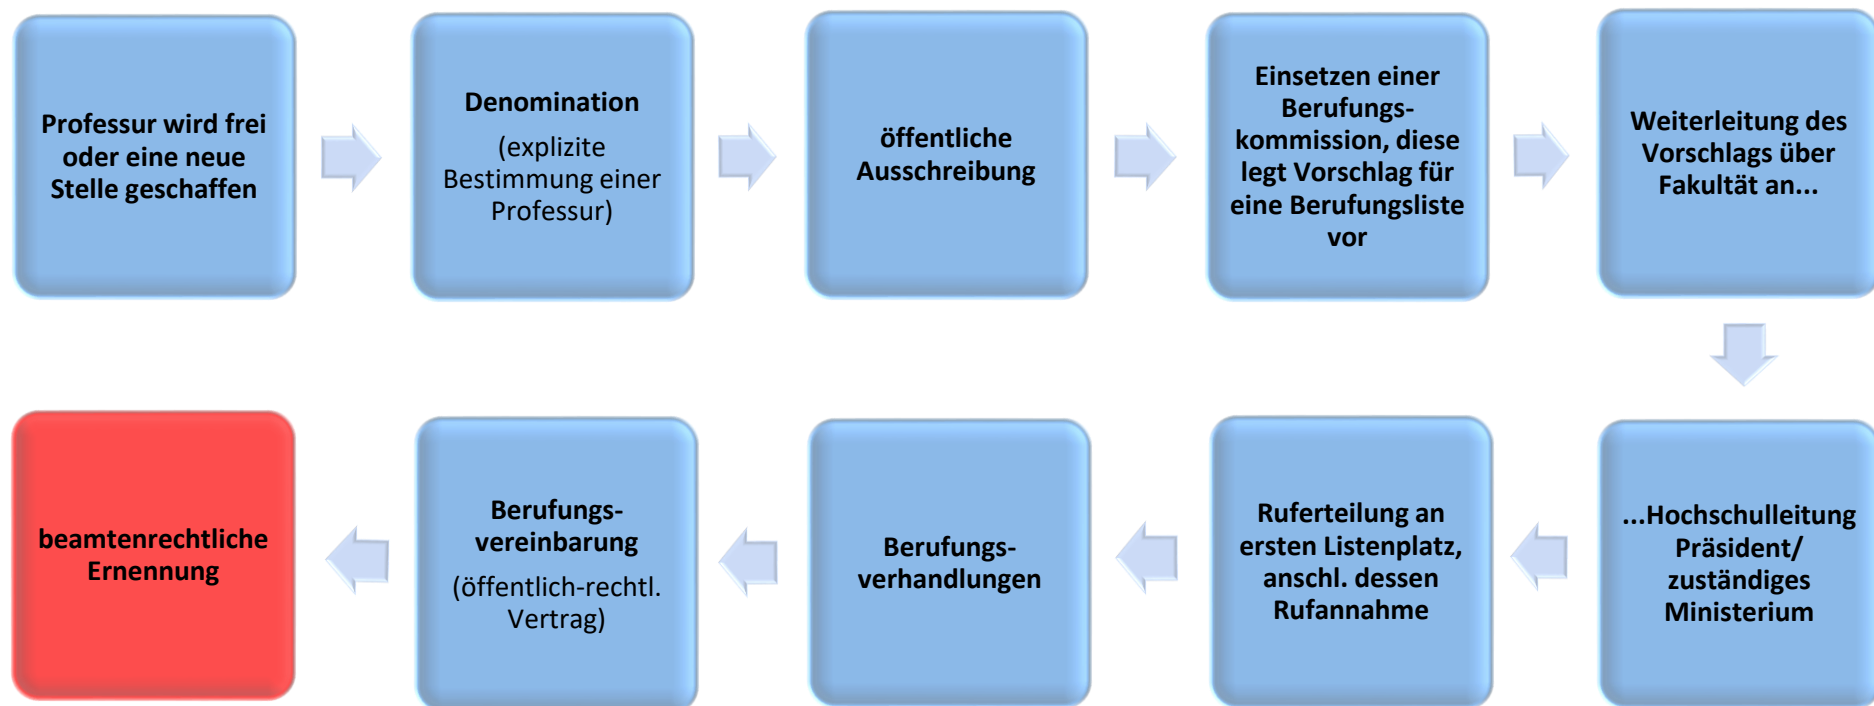 Professur wird frei
oder eine neue
Stelle geschaffen
Denomination
(explizite
Bestimmung einer
Professur)
öffentliche
Ausschreibung
Einsetzen einer
Berufungs-
kommission, diese
legt Vorschlag für
eine Berufungsliste
vor
Weiterleitung des
Vorschlags über
Fakultät an...
...Hochschulleitung
Präsident/
zuständiges
Ministerium
Ruferteilung an
ersten Listenplatz,
anschl. dessen
Rufannahme
Berufungs-
verhandlungen
Berufungs-
vereinbarung
(öffentlich-rechtl.
Vertrag)
beamtenrechtliche
Ernennung